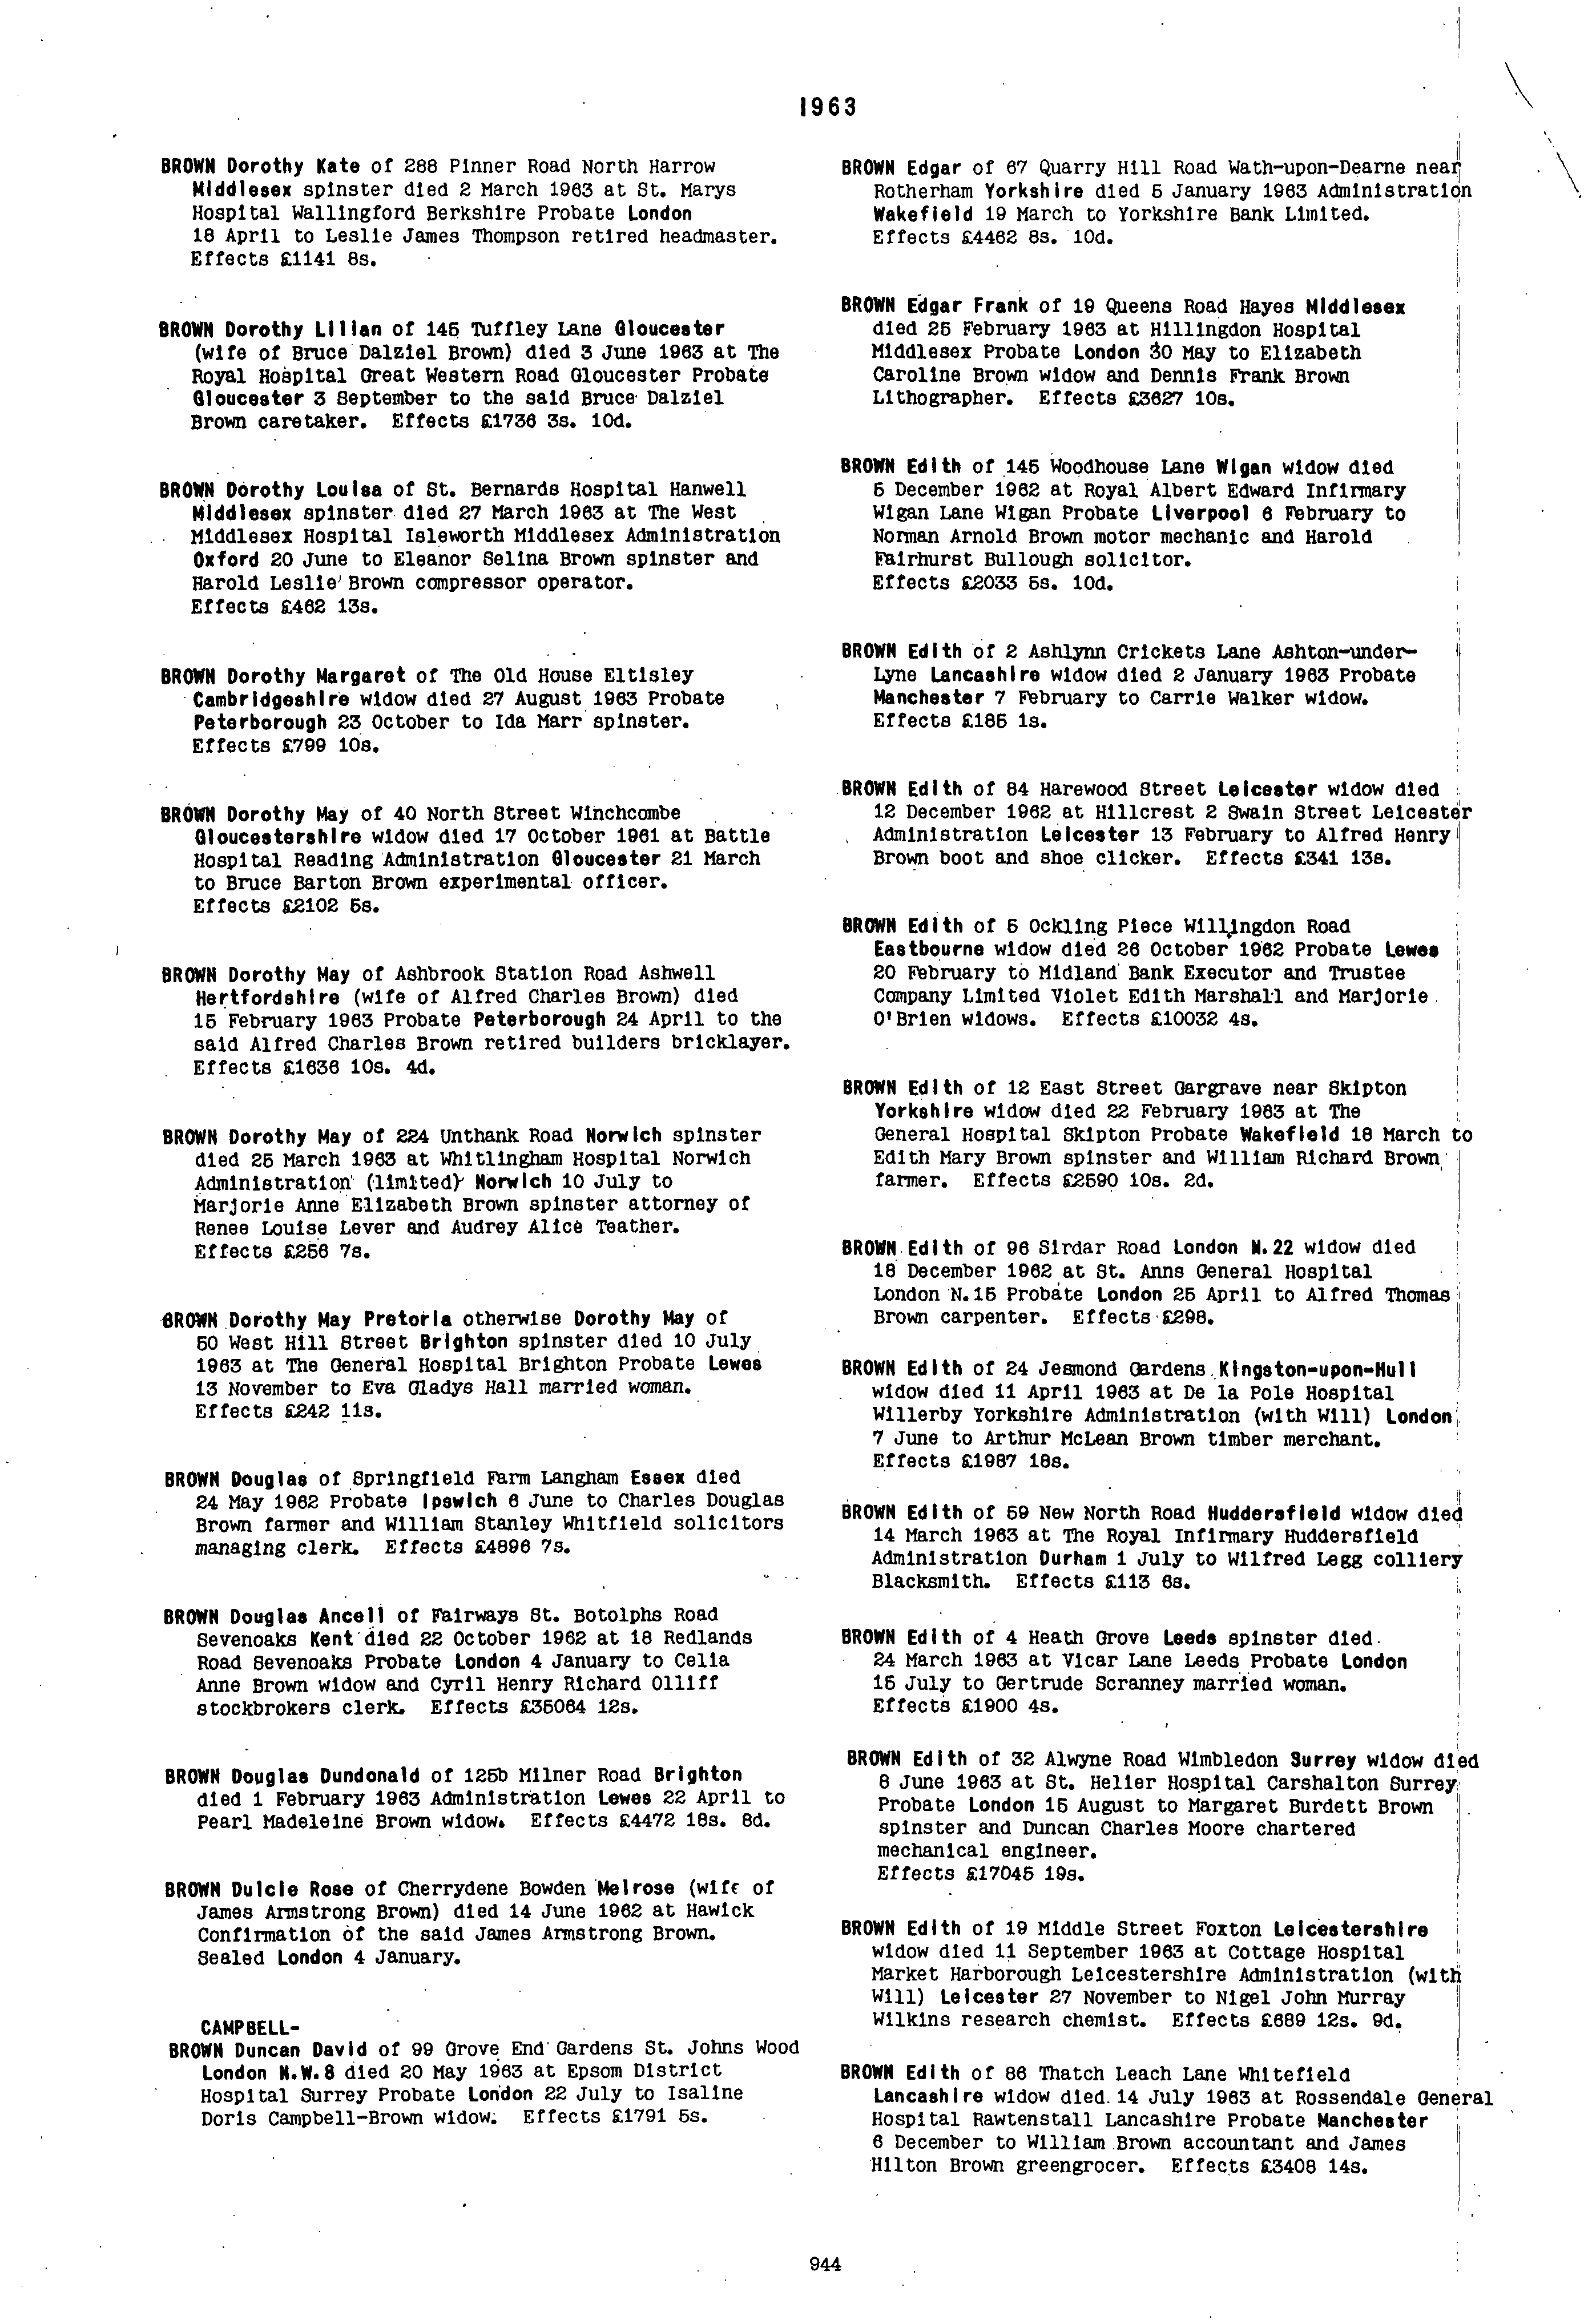 1963
BROWN Dorothy Kate of 288 Pinner Road North Harrow
Middlesex spinster died 2 March 1963 at St. Marys
Hospital Wallingford Berkshire Probate London
18 April to Leslie James Thompson retired headmaster.
Effects £1141 8s.
BROWN Dorothy Lilian of 145 Tuffley Lane Gloucester
(wife of Bruce Dalziel Brown) died 3 June 1963 at The
Royal Hospital Great Western Road Gloucester Probate
Gloucester 3 September to the said Bruce Dalziel
Brown caretaker. Effects £1736 3s. 10d.
BROWN Dorothy Louisa of St. Bernards Hospital Hanwell
Middlesex spinster died 27 March 1963 at The West
Middlesex Hospital Isleworth Middlesex Administration
Oxford 20 June to Eleanor Selina Brown spinster and
Harold Leslie Brown compressor operator.
Effects £462 13s.
BROWN Dorothy Margaret of The Old House Eltisley
Cambridgeshire widow died 27 August 1963 Probate
Peterborough 23 October to Ida Marr spinster.
Effects £799 10s.
BROWN Dorothy May of 40 North Street Winchcombe
Gloucestershire widow died 17 October 1961 at Battle
Hospital Reading Administration Gloucester 21 March
to Bruce Barton Brown experimental officer.
Effects £2102 5s.
BROWN Dorothy May of Ashbrook Station Road Ashwell
Hertfordshire (wife of Alfred Charles Brown) died
15 February 1963 Probate Peterborough 24 April to the
said Alfred Charles Brown retired builders bricklayer.
Effects £1636 10s. 4d.
BROWN Dorothy May of 224 Unthank Road Norwich spinster
died 25 March 1963 at Whitlingham Hospital Norwich
Administration (limited) Norwich 10 July to
Marjorie Anne Elizabeth Brown spinster attorney of
Renee Louise Lever and Audrey Alice Teather.
Effects £256 7s.
BROWN Dorothy May Pretoria otherwise Dorothy May of
50 West Hill Street Brighton spinster died 10 July
1963 at The General Hospital Brighton Probate Lewes
13 November to Eva Gladys Hall married woman.
Effects £242 11s.
BROWN Douglas of Springfield Farm Langham Essex died
24 May 1962 Probate Ipswich 6 June to Charles Douglas
Brown farmer and William Stanley Whitfield solicitors
managing clerk. Effects £4896 7s.
BROWN Douglas Ancell of Fairways St. Botolphs Road
Sevenoaks Kent died 22 October 1962 at 18 Redlands
Road Sevenoaks Probate London 4 January to Celia
Anne Brown widow and Cyril Henry Richard Olliff
stockbrokers clerk. Effects £35064 12s.
BROWN Douglas Dundonald of 125b Milner Road Brighton
died 1 February 1963 Administration Lewes 22 April to
Pearl Madeleine Brown widow. Effects £4472 18s. 8d.
BROWN Dulcie Rose of Cherrydene Bowden Melrose (wife of
James Armstrong Brown) died 14 June 1962 at Hawick
Confirmation of the said James Armstrong Brown.
Sealed London 4 January.
CAMPBELL-
BROWN Duncan David of 99 Grove End Gardens St. Johns Wood
London N.W.8 died 20 May 1963 at Epsom District
Hospital Surrey Probate London 22 July to Isaline
Doris Campbell-Brown widow. Effects £1791 5s.
BROWN Edgar of 67 Quarry Hill Road Wath-upon-Dearne near
Rotherham Yorkshire died 5 January 1963 Administration
Wakefield 19 March to Yorkshire Bank Limited.
Effects £4462 8s. 10d.
BROWN Edgar Frank of 19 Queens Road Hayes Middlesex
died 25 February 1963 at Hillingdon Hospital
Middlesex Probate London 30 May to Elizabeth
Caroline Brown widow and Dennis Frank Brown
Lithographer. Effects £3627 10s.
BROWN Edith of 145 Woodhouse Lane Wigan widow died
5 December 1962 at Royal Albert Edward Infirmary
Wigan Lane Wigan Probate Liverpool 6 February to
Norman Arnold Brown motor mechanic and Harold
Fairhurst Bullough solicitor.
Effects £2033 5s. 10d.
BROWN Edith of 2 Ashlynn Crickets Lane Ashton-under-
Lyne Lancashire widow died 2 January 1963 Probate
Manchester 7 February to Carrie Walker widow.
Effects £185 1s.
BROWN Edith of 84 Harewood Street Leicester widow died
12 December 1962 at Hillcrest 2 Swain Street Leicester
Administration Leicester 13 February to Alfred Henry
Brown boot and shoe clicker. Effects £341 13s.
BROWN Edith of 5 Ockling Piece Willingdon Road
Eastbourne widow died 26 October 1962 Probate Lewes
20 February to Midland Bank Executor and Trustee
Company Limited Violet Edith Marshall and Marjorie
O'Brien widows. Effects £10032 4s.
BROWN Edith of 12 East Street Gargrave near Skipton
Yorkshire widow died 22 February 1963 at The
General Hospital Skipton Probate Wakefield 18 March to
Edith Mary Brown spinster and William Richard Brown
farmer. Effects £2590 10s. 2d.
BROWN Edith of 96 Sirdar Road London N.22 widow died
18 December 1962 at St. Anns General Hospital
London N.15 Probate London 25 April to Alfred Thomas
Brown carpenter. Effects £298.
BROWN Edith of 24 Jesmond Gardens Kingston-upon-Hull
widow died 11 April 1963 at De la Pole Hospital
Willerby Yorkshire Administration (with Will) London
7 June to Arthur McLean Brown timber merchant.
Effects £1987 18s.
BROWN Edith of 59 New North Road Huddersfield widow died
14 March 1963 at The Royal Infirmary Huddersfield
Administration Durham 1 July to Wilfred Legg colliery
Blacksmith. Effects £113 6s.
BROWN Edith of 4 Heath Grove Leeds spinster died
24 March 1963 at Vicar Lane Leeds Probate London
15 July to Gertrude Scranney married woman.
Effects £1900 4s.
BROWN Edith of 32 Alwyne Road Wimbledon Surrey widow died
8 June 1963 at St. Helier Hospital Carshalton Surrey
Probate London 15 August to Margaret Burdett Brown
spinster and Duncan Charles Moore chartered
mechanical engineer.
Effects £17045 19s.
BROWN Edith of 19 Middle Street Foxton Leicestershire
widow died 11 September 1963 at Cottage Hospital
Market Harborough Leicestershire Administration (with
Will) Leicester 27 November to Nigel John Murray
Wilkins research chemist. Effects £689 12s. 9d.
BROWN Edith of 86 Thatch Leach Lane Whitefield
Lancashire widow died 14 July 1963 at Rossendale General
Hospital Rawtenstall Lancashire Probate Manchester
6 December to William Brown accountant and James
Hilton Brown greengrocer. Effects £3408 14s.
944